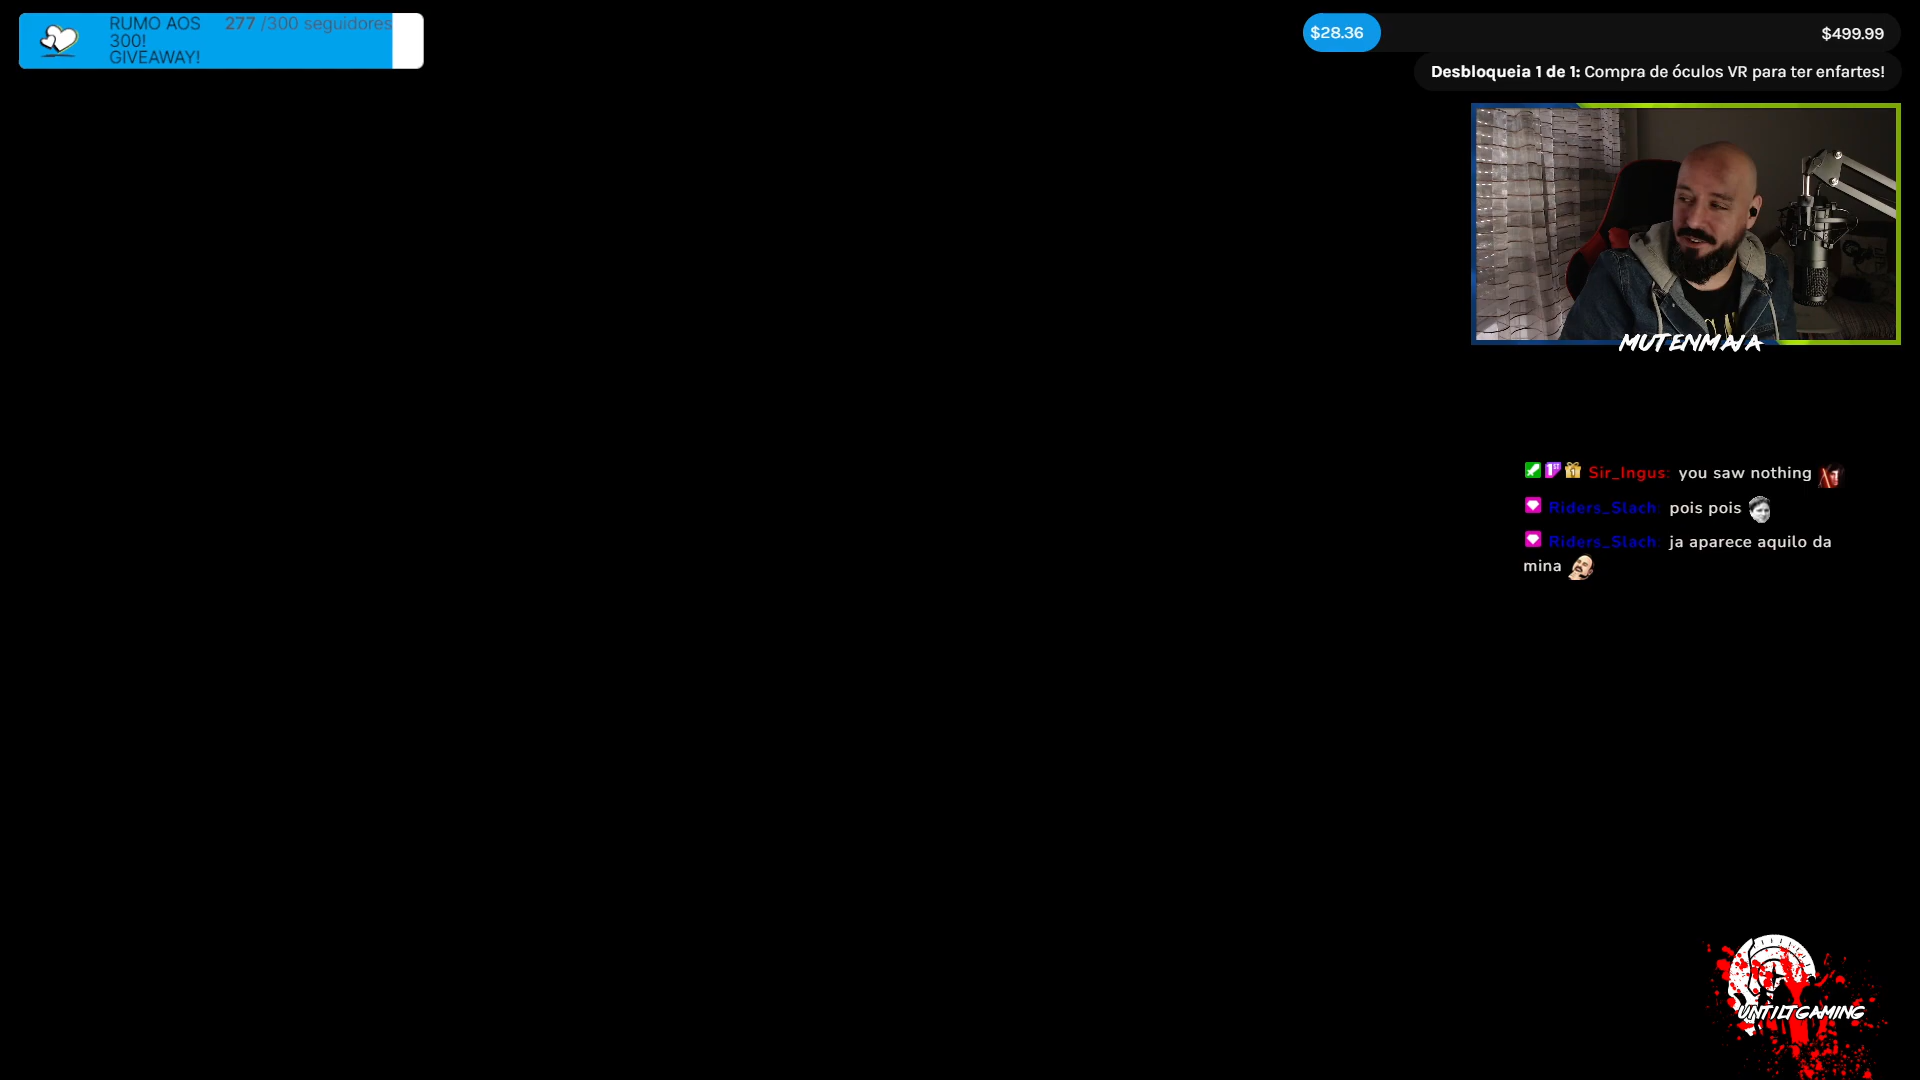 RUMO AOS
300!
GIVEAWAY!
277 /300 seguidores
$28.36
$499.99
Desbloqueia 1 de 1: Compra de óculos VR para ter enfartes!
MUTENMAJA
Sir_Ingus: you saw nothing
Riders_Slach: pois pois
Riders_Slach: ja aparece aquilo da
mina
UNTILTGAMING